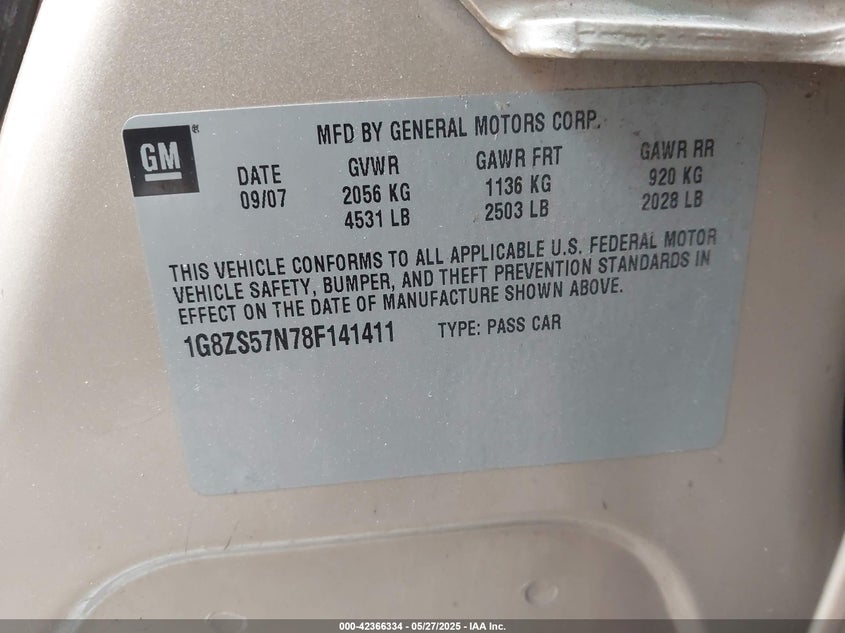 GM
MFD BY GENERAL MOTORS CORP.
DATE GVWR GAWR FRT GAWR RR
09/07 2056 KG 1136 KG 920 KG
4531 LB 2503 LB 2028 LB
THIS VEHICLE CONFORMS TO ALL APPLICABLE U.S. FEDERAL MOTOR
VEHICLE SAFETY, BUMPER, AND THEFT PREVENTION STANDARDS IN
EFFECT ON THE DATE OF MANUFACTURE SHOWN ABOVE.
1G8ZS57N78F141411 TYPE: PASS CAR
000-42366334 / 05/27/2025 - IAA Inc.